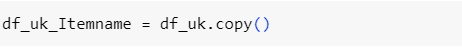 df_uk_Itemname = df_uk.copy()